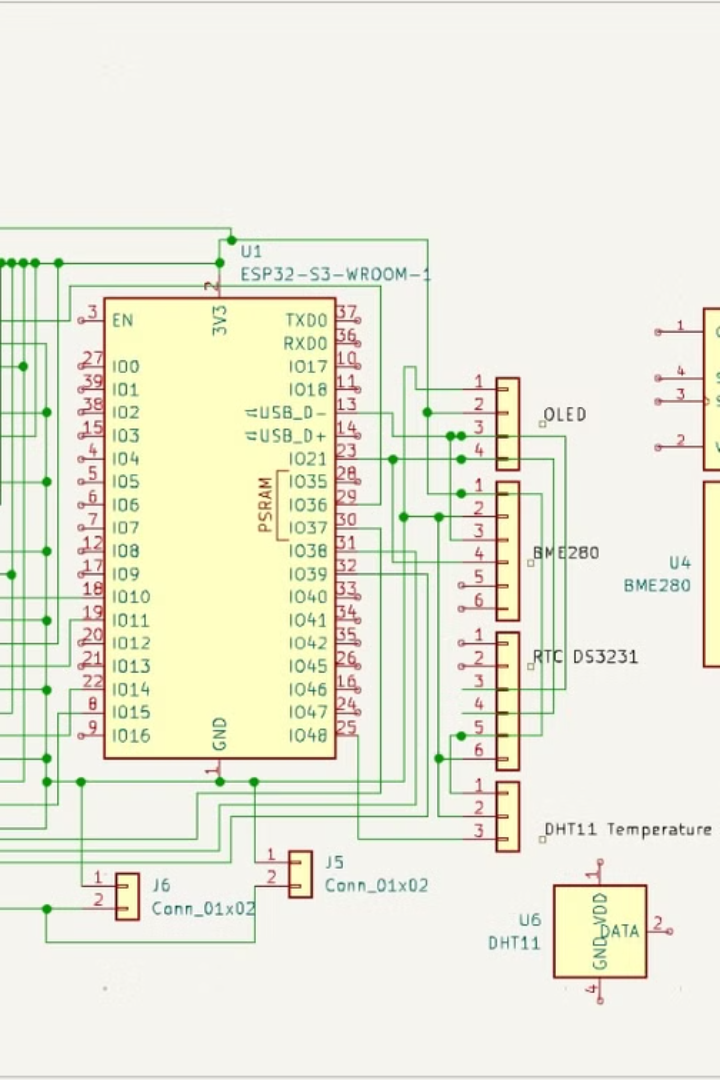 U1
ESP32-S3-WROOM-1
2
3V3
3 EN TXD0 37
RXD0 36
27 IO0 IO17 10
39 IO1 IO18 11
38 IO2 USB_D- 13
15 IO3 USB_D+ 14
4 IO4 IO21 23
5 IO5 IO35 28
6 IO6 IO36 29
7 IO7 IO37 30
12 IO8 IO38 31
17 IO9 IO39 32
18 IO10 IO40 33
19 IO11 IO41 34
20 IO12 IO42 35
21 IO13 IO45 26
22 IO14 IO46 16
8 IO15 IO47 24
9 IO16 IO48 25
PSRAM
GND
1
1
2
3
4
OLED
1
2
3
4
5
6
BME280
1
2
3
4
5
6
RTC DS3231
1
2
3
DHT11 Temperature
1
4
3
2
U4
BME280
1
2
J6
Conn_01x02
1
2
J5
Conn_01x02
U6
DHT11
1
VDD
DATA 2
GND
4